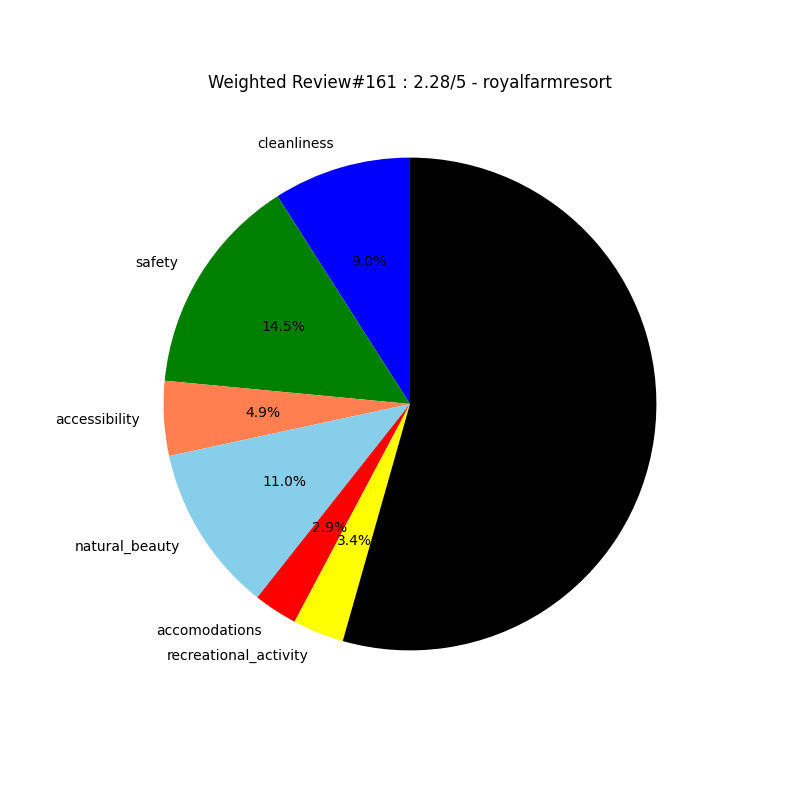 Weighted Review#161 : 2.28/5 - royalfarmresort
cleanliness
9.0%
safety
14.5%
accessibility
4.9%
natural_beauty
11.0%
accomodations
2.9%
recreational_activity
3.4%